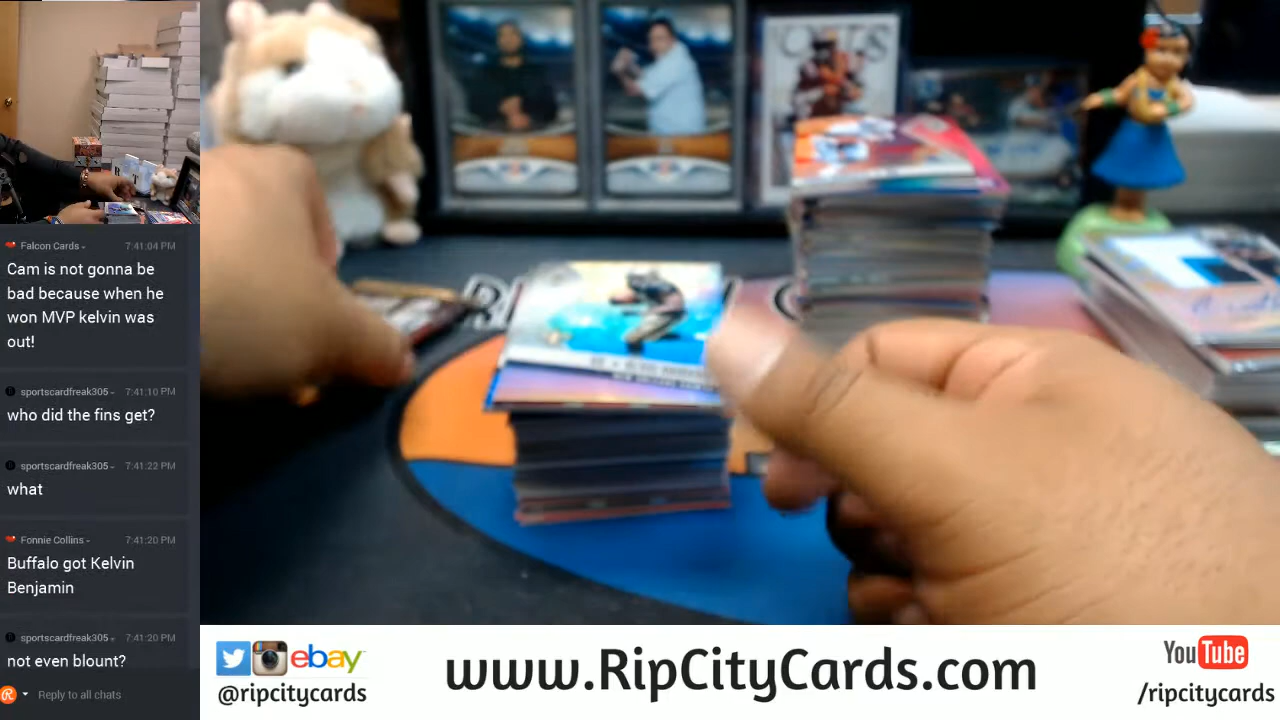 Falcon Cards
7:41:04 PM
Cam is not gonna be
bad because when he
won MVP kelvin was
out!
sportscardfreak305
7:41:10 PM
who did the fins get?
sportscardfreak305
7:41:22 PM
what
Fonnie Collins
7:41:20 PM
Buffalo got Kelvin
Benjamin
sportscardfreak305
7:41:20 PM
not even blount?
Reply to all chats
ebay
@ripcitycards
www.RipCityCards.com
YouTube
/ripcitycards